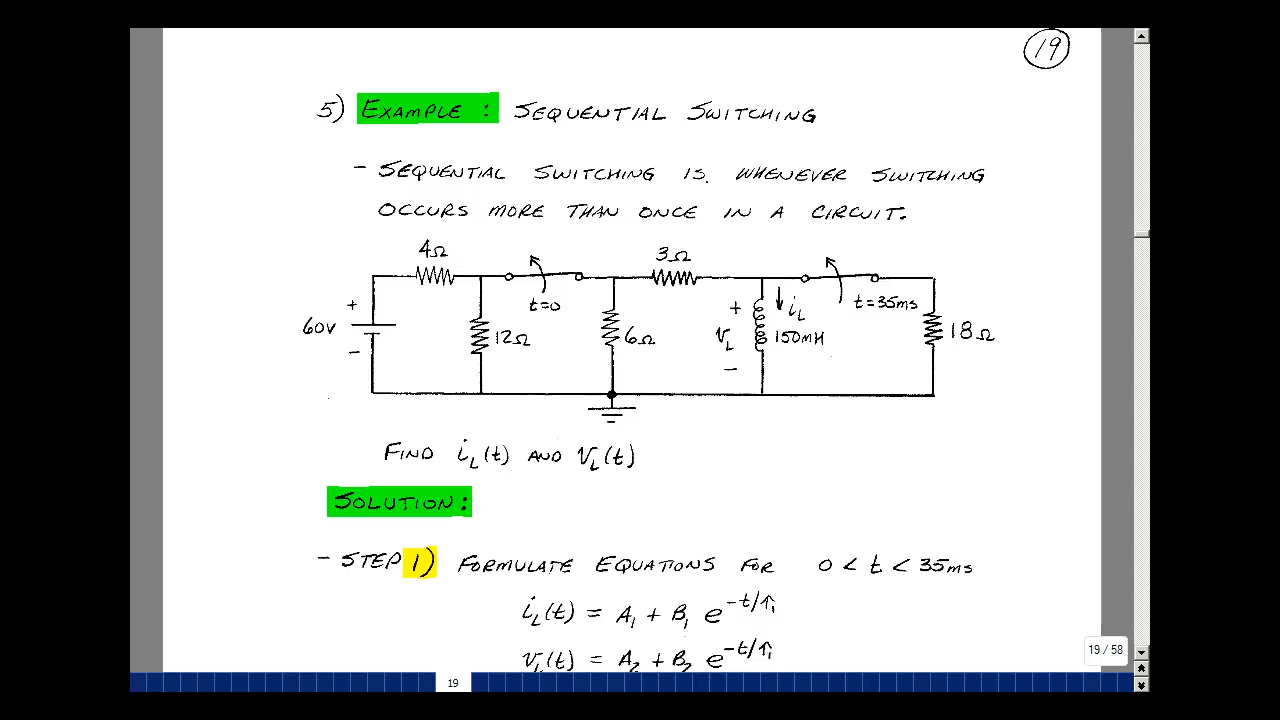 19
5) EXAMPLE: SEQUENTIAL SWITCHING
- SEQUENTIAL SWITCHING IS WHENEVER SWITCHING
OCCURS MORE THAN ONCE IN A CIRCUIT.
4Ω
3Ω
t=0
t=35ms
+
60V
-
12Ω
6Ω
+
VL
-
iL
150mH
18Ω
FIND iL(t) AND VL(t)
SOLUTION:
- STEP 1) FORMULATE EQUATIONS FOR 0 < t < 35ms
iL(t) = A1 + B1 e^-t/τ1
VL(t) = A2 + B2 e^-t/τ1
19 / 58
19